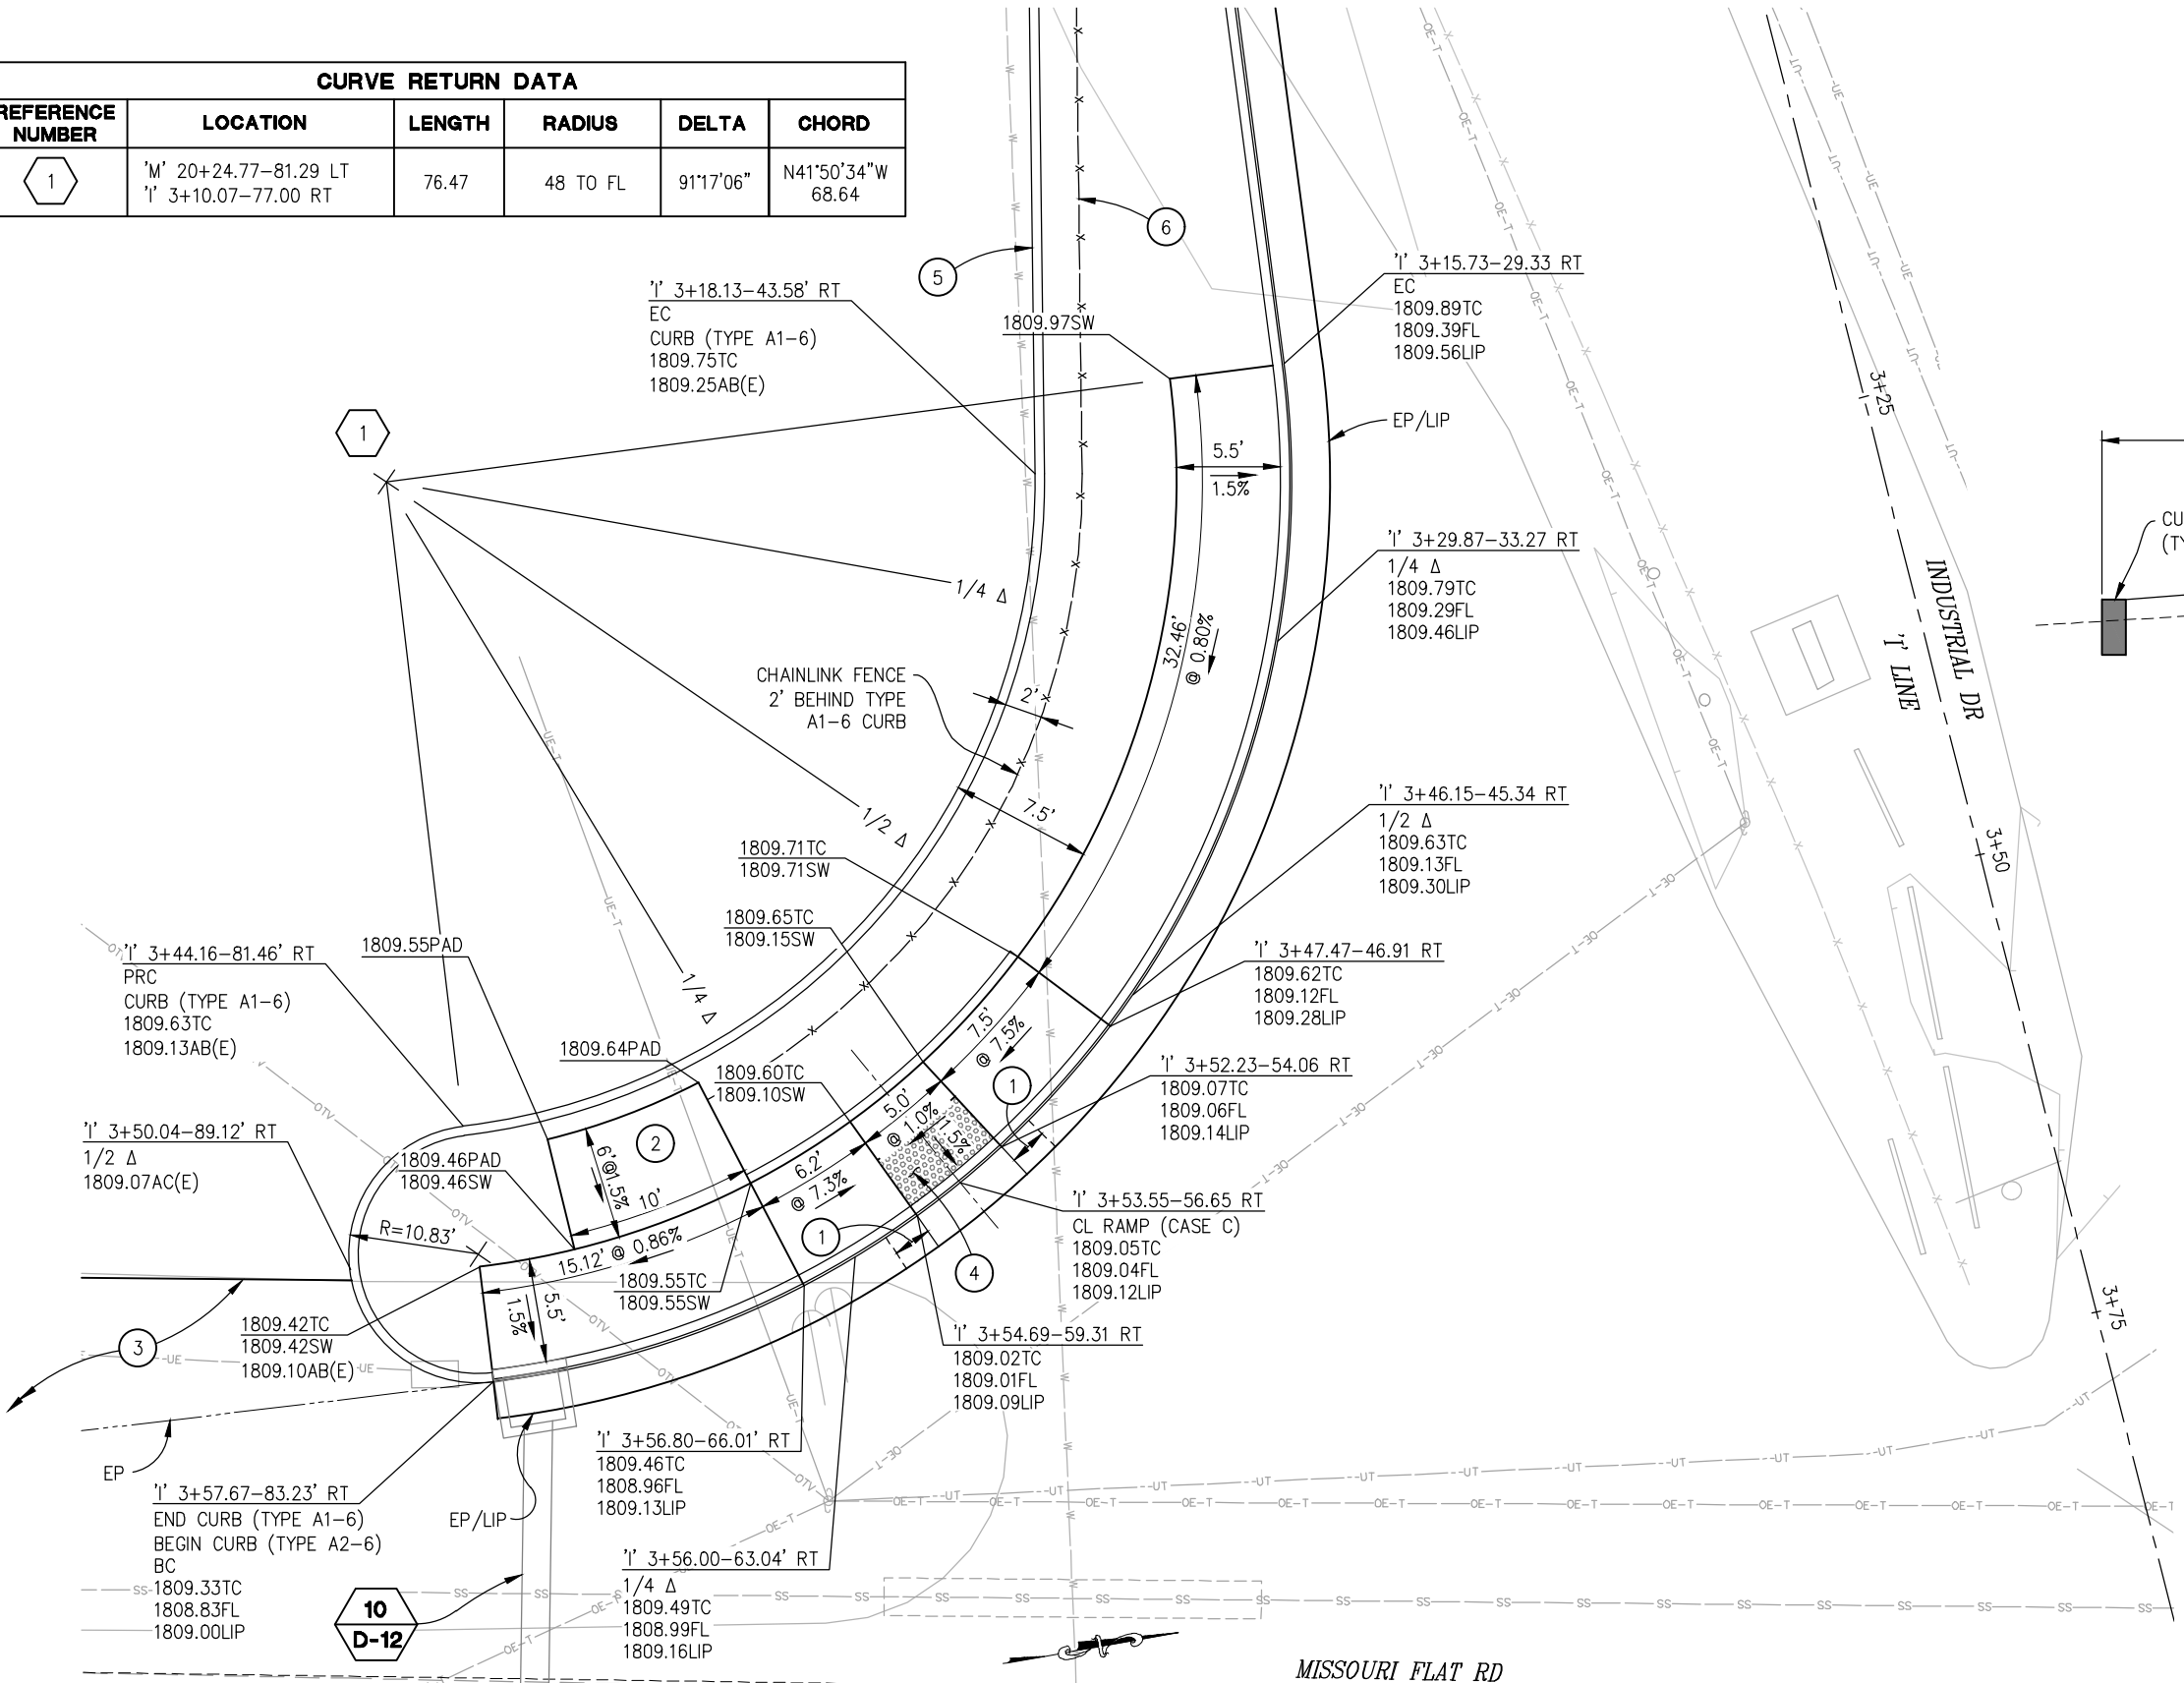 CURVE RETURN DATA
REFERENCE NUMBER
LOCATION
LENGTH
RADIUS
DELTA
CHORD
1
'M' 20+24.77-81.29 LT
'I' 3+10.07-77.00 RT
76.47
48 TO FL
91°17'06"
N41°50'34"W
68.64
5
6
'I' 3+18.13-43.58' RT
EC
CURB (TYPE A1-6)
1809.75TC
1809.25AB(E)
1809.97SW
'I' 3+15.73-29.33 RT
EC
1809.89TC
1809.39FL
1809.56LIP
EP/LIP
1
5.5'
1.5%
3+25
CU
(TY
'I' 3+29.87-33.27 RT
1/4 Δ
1809.79TC
1809.29FL
1809.46LIP
1/4 Δ
32.46'
@ 0.80%
INDUSTRIAL DR
'I' LINE
CHAINLINK FENCE
2' BEHIND TYPE
A1-6 CURB
2'
7.5'
1/2 Δ
'I' 3+46.15-45.34 RT
1/2 Δ
1809.63TC
1809.13FL
1809.30LIP
3+50
1809.71TC
1809.71SW
1809.65TC
1809.15SW
1809.55PAD
'I' 3+44.16-81.46' RT
PRC
CURB (TYPE A1-6)
1809.63TC
1809.13AB(E)
1/4 Δ
'I' 3+47.47-46.91 RT
1809.62TC
1809.12FL
1809.28LIP
7.5'
@ 7.5%
1809.64PAD
1809.60TC
1809.10SW
1
'I' 3+52.23-54.06 RT
1809.07TC
1809.06FL
1809.14LIP
5.0'
@ 1.0%
1.5%
'I' 3+50.04-89.12' RT
1/2 Δ
1809.07AC(E)
2
6'@1.5%
10'
6.2'
@ 7.3%
1809.46PAD
1809.46SW
R=10.83'
15.12' @ 0.86%
1809.55TC
1809.55SW
1
4
'I' 3+53.55-56.65 RT
CL RAMP (CASE C)
1809.05TC
1809.04FL
1809.12LIP
5.5'
1.5%
3
1809.42TC
1809.42SW
1809.10AB(E)
3+75
'I' 3+54.69-59.31 RT
1809.02TC
1809.01FL
1809.09LIP
EP
'I' 3+56.80-66.01' RT
1809.46TC
1808.96FL
1809.13LIP
'I' 3+57.67-83.23' RT
END CURB (TYPE A1-6)
BEGIN CURB (TYPE A2-6)
BC
1809.33TC
1808.83FL
1809.00LIP
EP/LIP
10
D-12
'I' 3+56.00-63.04' RT
1/4 Δ
1809.49TC
1808.99FL
1809.16LIP
MISSOURI FLAT RD